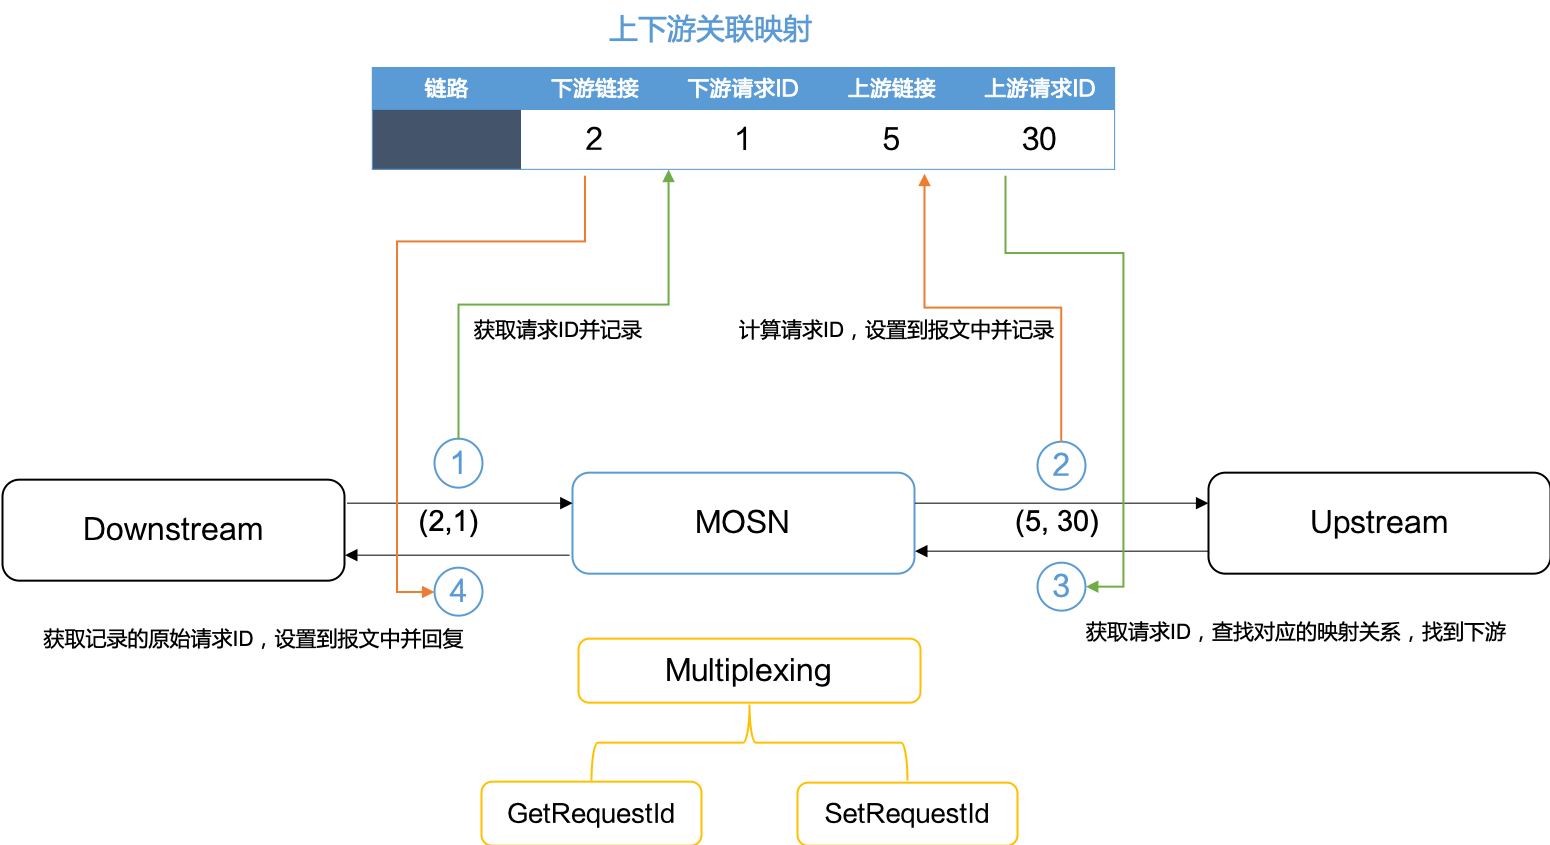 上下游关联映射
链路 下游链接 下游请求ID 上游链接 上游请求ID
2 1 5 30
获取请求ID并记录
计算请求ID，设置到报文中并记录
1
2
Downstream
(2,1)
MOSN
(5, 30)
Upstream
4
3
获取记录的原始请求ID，设置到报文中并回复
获取请求ID，查找对应的映射关系，找到下游
Multiplexing
GetRequestId
SetRequestId